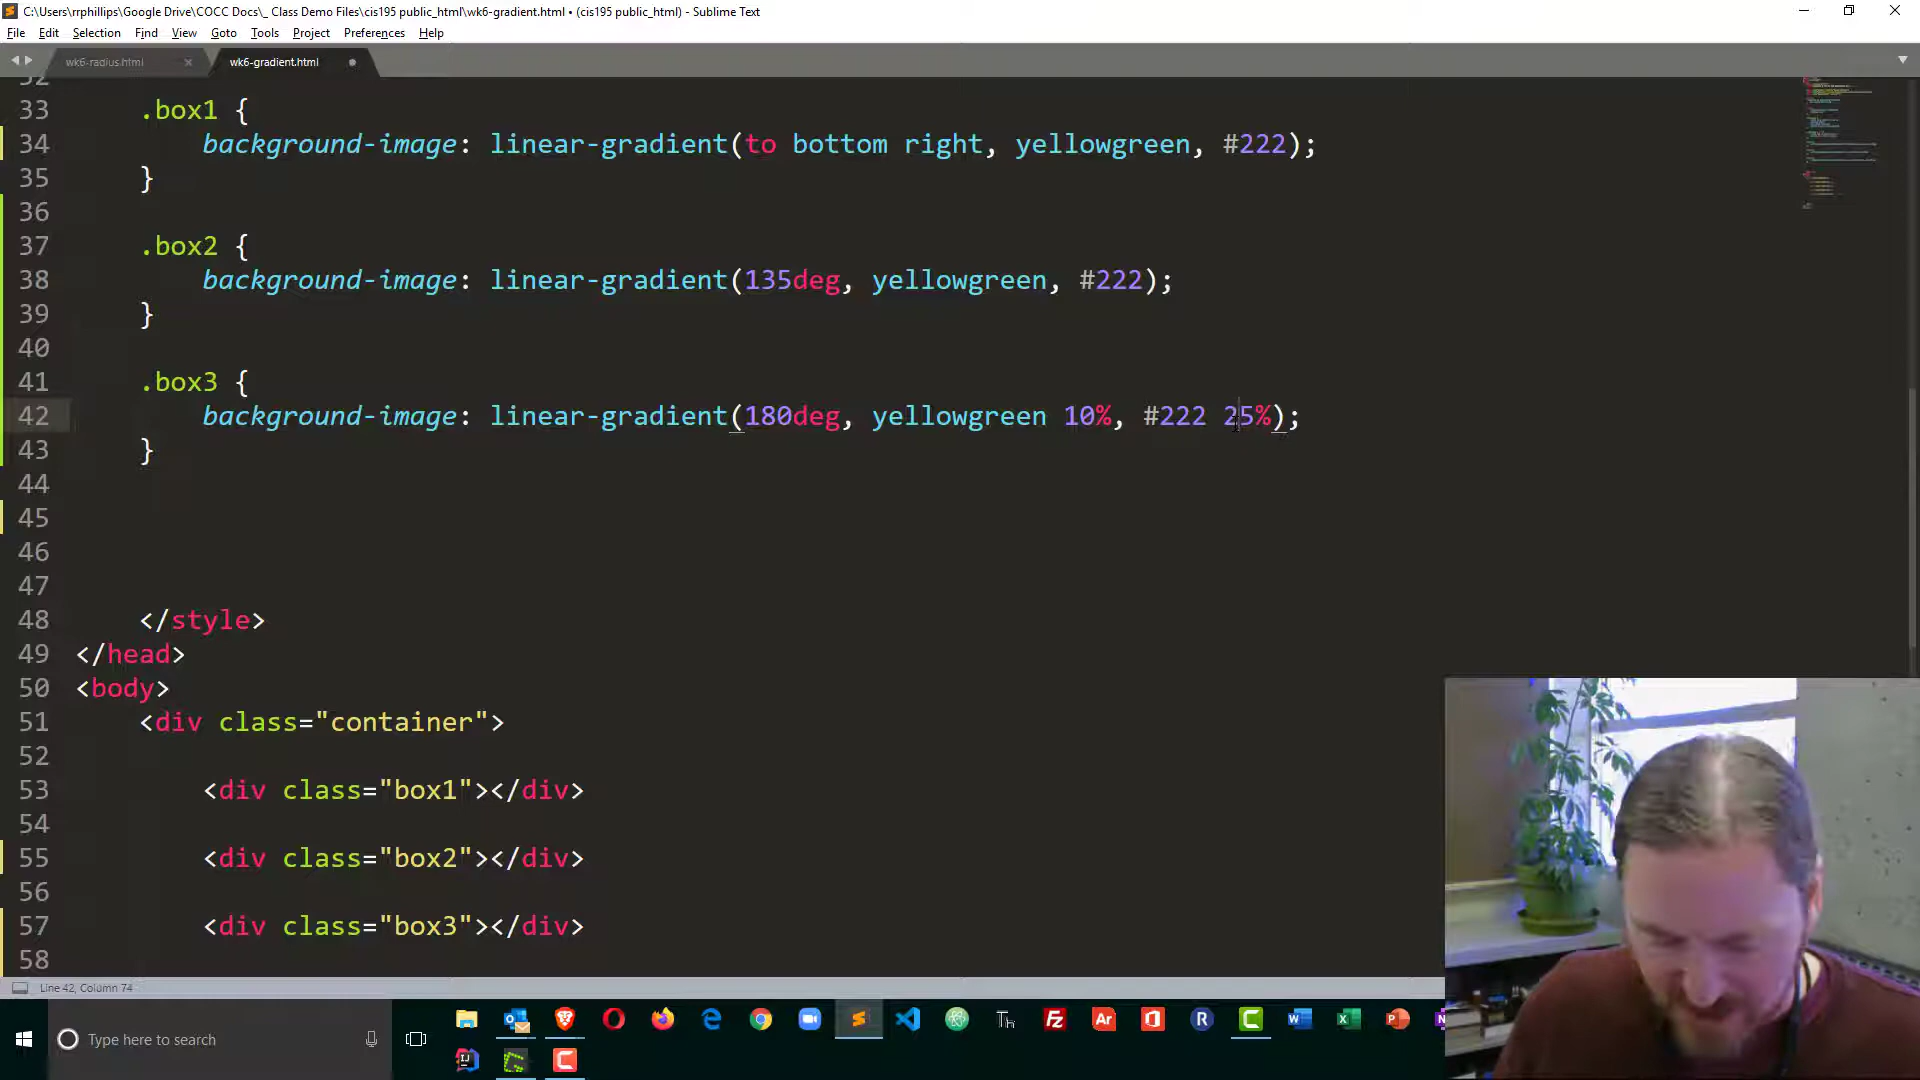 C:\Users\rrphillips\Google Drive\COCC Docs\_ Class Demo Files\cis195 public_html\wk6-gradient.html • (cis195 public_html) - Sublime Text
File Edit Selection Find View Goto Tools Project Preferences Help
wk6-radius.html × wk6-gradient.html
32
33 .box1 {
34 background-image: linear-gradient(to bottom right, yellowgreen, #222);
35 }
36
37 .box2 {
38 background-image: linear-gradient(135deg, yellowgreen, #222);
39 }
40
41 .box3 {
42 background-image: linear-gradient(180deg, yellowgreen 10%, #222 25%);
43 }
44
45
46
47
48 </style>
49 </head>
50 <body>
51 <div class="container">
52
53 <div class="box1"></div>
54
55 <div class="box2"></div>
56
57 <div class="box3"></div>
58
Line 42, Column 74
Type here to search